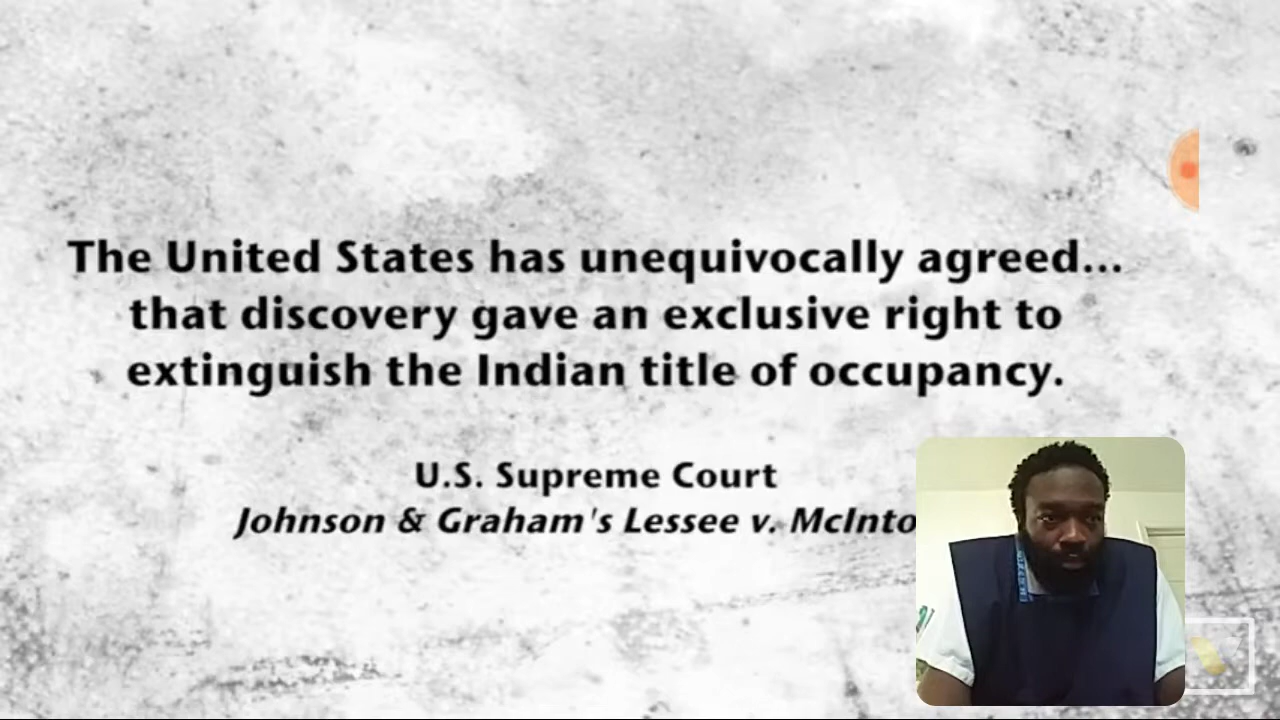 The United States has unequivocally agreed...
that discovery gave an exclusive right to
extinguish the Indian title of occupancy.
U.S. Supreme Court
Johnson & Graham's Lessee v. McInto